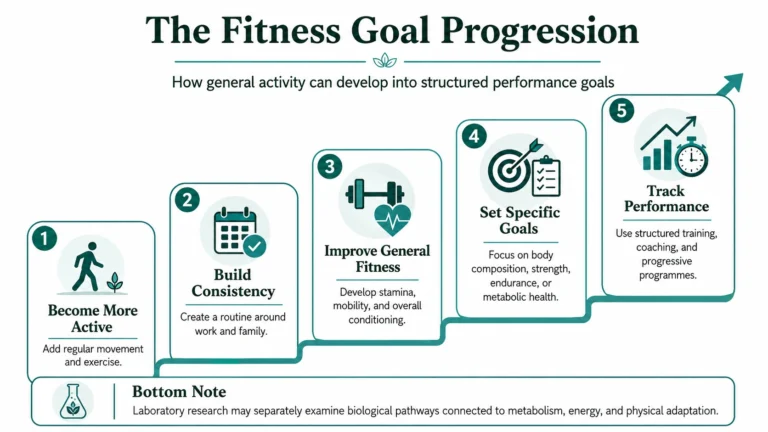 The Fitness Goal Progression
How general activity can develop into structured performance goals
1
Become More
Active
Add regular movement
and exercise.
2
Build
Consistency
Create a routine around
work and family.
3
Improve General
Fitness
Develop stamina,
mobility, and overall
conditioning.
4
Set Specific
Goals
Focus on body
composition, strength,
endurance, or
metabolic health.
5
Track
Performance
Use structured training,
coaching, and
progressive
programmes.
Bottom Note
Laboratory research may separately examine biological pathways connected to metabolism, energy, and physical adaptation.